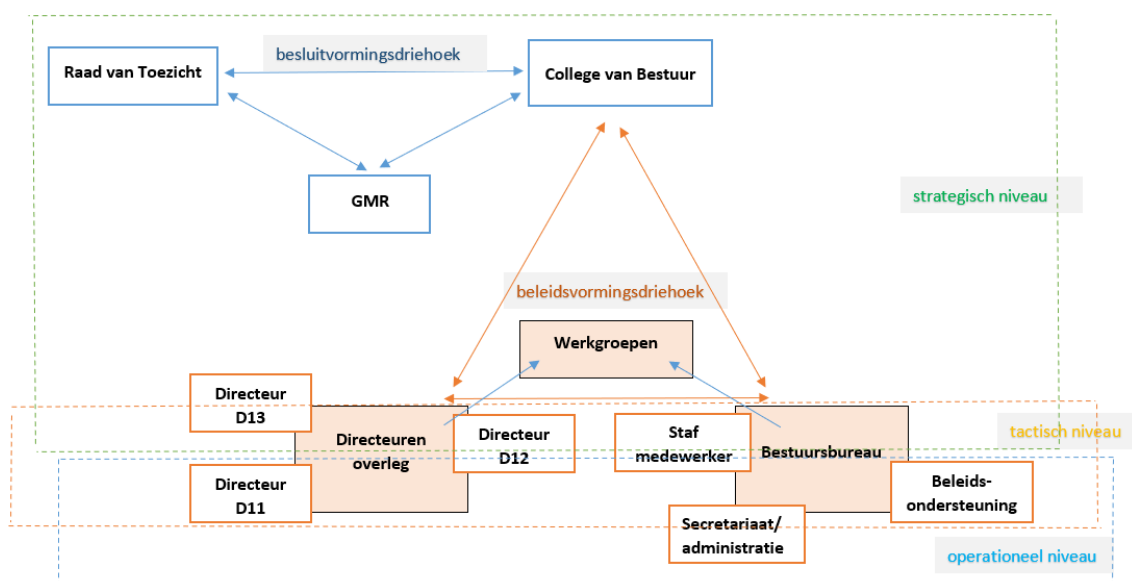 besluitvormingsdriehoek
Raad van Toezicht
College van Bestuur
GMR
strategisch niveau
beleidsvormingsdriehoek
Werkgroepen
Directeur
D13
Directeuren
overleg
Directeur
D12
Staf
medewerker
Bestuursbureau
tactisch niveau
Directeur
D11
Beleids-
ondersteuning
Secretariaat/
administratie
operationeel niveau